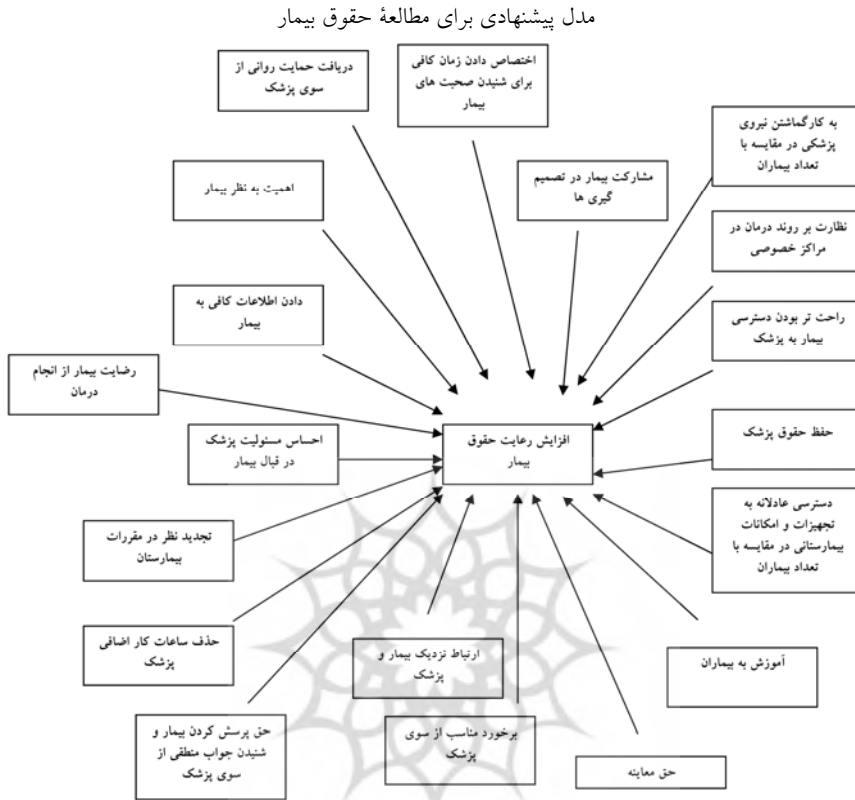 مدل پیشنهادی برای مطالعهٔ حقوق بیمار
اختصاص دادن زمان کافی
برای شنیدن صحبت های
بیمار
دریافت حمایت روانی از
سوی پزشک
به کارگماشتن نیروی
پزشکی در مقایسه با
تعداد بیماران
مشارکت بیمار در تصمیم
گیری ها
اهمیت به نظر بیمار
نظارت بر روند درمان در
مراکز خصوصی
دادن اطلاعات کافی به
بیمار
راحت تر بودن دسترسی
بیمار به پزشک
رضایت بیمار از انجام
درمان
افزایش رعایت حقوق
بیمار
احساس مسئولیت پزشک
در قبال بیمار
حفظ حقوق پزشک
دسترسی عادلانه به
تجهیزات و امکانات
بیمارستانی در مقایسه با
تعداد بیماران
تجدید نظر در مقررات
بیمارستان
حذف ساعات کار اضافی
پزشک
ارتباط نزدیک بیمار و
پزشک
آموزش به بیماران
حق پرسش کردن بیمار و
شنیدن جواب منطقی از
سوی پزشک
برخورد مناسب از سوی
پزشک
حق معاینه